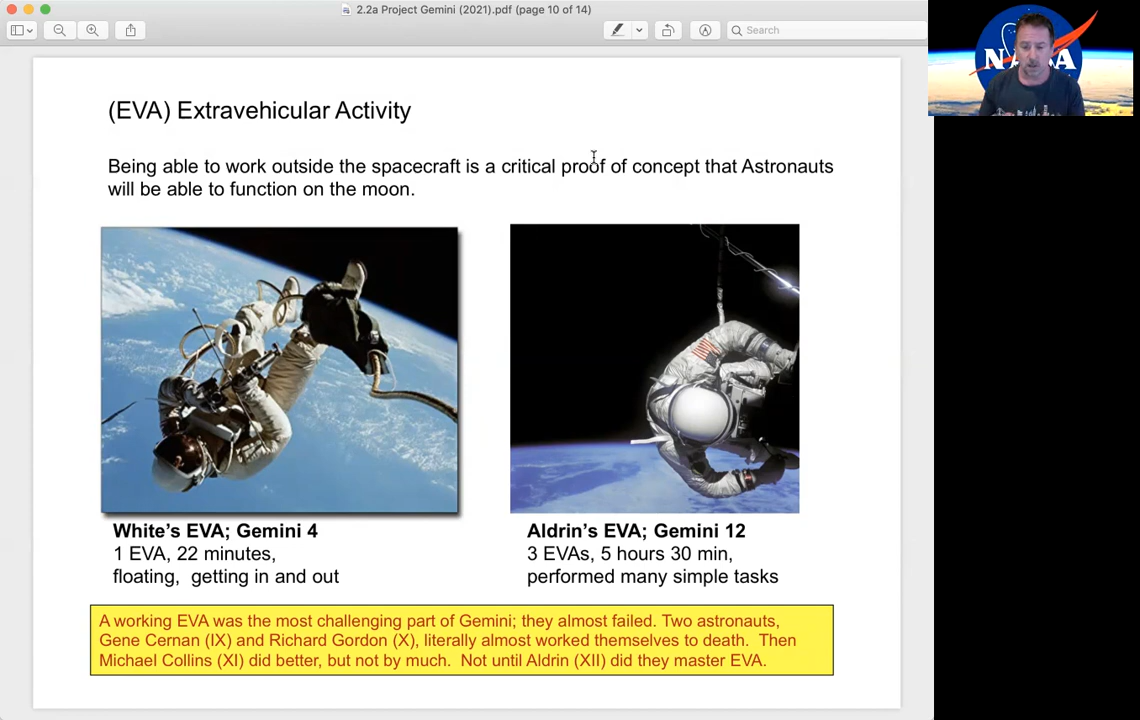 2.2a Project Gemini (2021).pdf (page 10 of 14)
Search
NASA
(EVA) Extravehicular Activity
Being able to work outside the spacecraft is a critical proof of concept that Astronauts
will be able to function on the moon.
White's EVA; Gemini 4
1 EVA, 22 minutes,
floating, getting in and out
Aldrin's EVA; Gemini 12
3 EVAs, 5 hours 30 min,
performed many simple tasks
A working EVA was the most challenging part of Gemini; they almost failed. Two astronauts,
Gene Cernan (IX) and Richard Gordon (X), literally almost worked themselves to death. Then
Michael Collins (XI) did better, but not by much. Not until Aldrin (XII) did they master EVA.